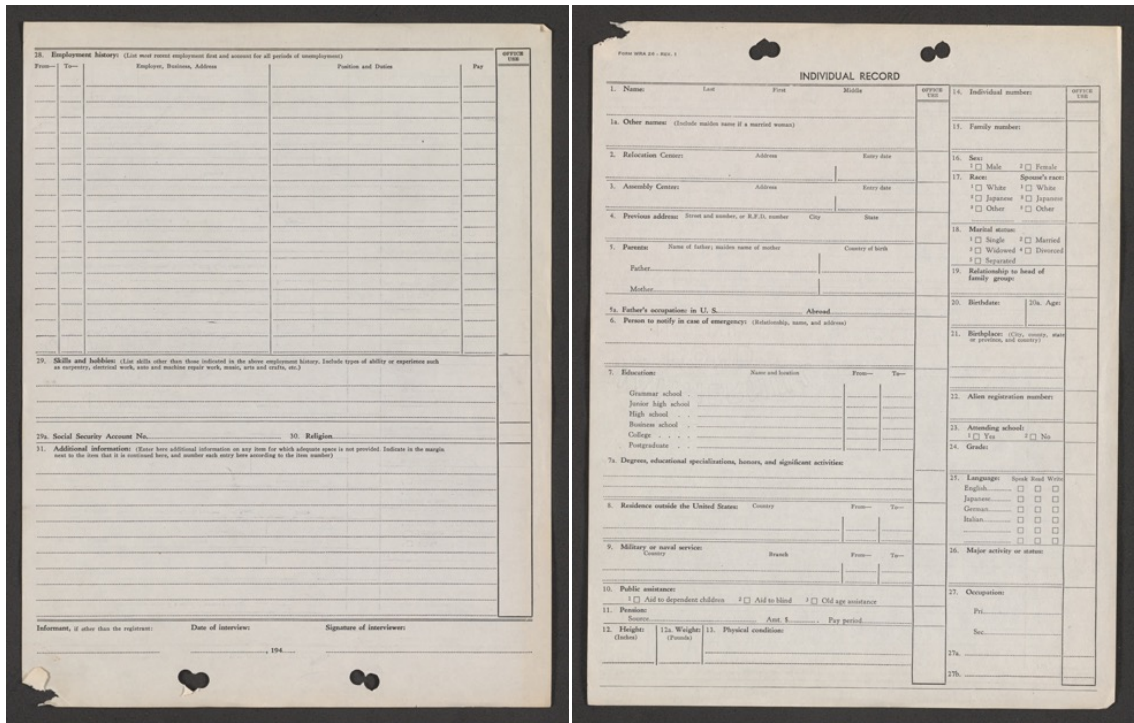 28. Employment history: (List most recent employment first and account for all periods of unemployment)
OFFICE USE
From— To— Employer, Business, Address Position and Duties Pay
29. Skills and hobbies: (List skills other than those indicated in the above employment history. Include types of ability or experience such
as carpentry, electrical work, auto and machine repair work, music, arts and crafts, etc.)
29a. Social Security Account No. 30. Religion
31. Additional information: (Enter here additional information on any item for which adequate space is not provided. Indicate in the margin
next to the item that it is continued here, and number each entry here according to the item number)
Informant, if other than the registrant: Date of interview: Signature of interviewer:
, 194
Form WRA 26 - REV. 1
INDIVIDUAL RECORD
1. Name: Last First Middle
OFFICE USE
1a. Other names: (Include maiden name if a married woman)
2. Relocation Center: Address Entry date
3. Assembly Center: Address Entry date
4. Previous address: Street and number, or R.F.D. number City State
5. Parents: Name of father; maiden name of mother Country of birth
Father
Mother
5a. Father's occupation: in U. S. Abroad
6. Person to notify in case of emergency: (Relationship, name, and address)
7. Education: Name and location From— To—
Grammar school
Junior high school
High school
Business school
College
Postgraduate
7a. Degrees, educational specializations, honors, and significant activities:
8. Residence outside the United States: Country From— To—
9. Military or naval service:
Country Branch From— To—
10. Public assistance:
1 □ Aid to dependent children 2 □ Aid to blind 3 □ Old age assistance
11. Pension:
Source Amt. $ Pay period
12. Height: (Inches) 12a. Weight: (Pounds) 13. Physical condition:
14. Individual number:
OFFICE USE
15. Family number:
16. Sex:
1 □ Male 2 □ Female
17. Race: Spouse's race:
1 □ White 1 □ White
□ Japanese □ Japanese
□ Other □ Other
18. Marital status:
1 □ Single 2 □ Married
3 □ Widowed 4 □ Divorced
5 □ Separated
19. Relationship to head of
family group:
20. Birthdate: 20a. Age:
21. Birthplace: (City, county, state
or province, and country)
22. Alien registration number:
23. Attending school:
1 □ Yes 2 □ No
24. Grade:
25. Language: Speak Read Write
English □ □ □
Japanese □ □ □
German □ □ □
Italian □ □ □
□ □ □
□ □ □
26. Major activity or status:
27. Occupation:
Pri.
Sec.
27a.
27b.